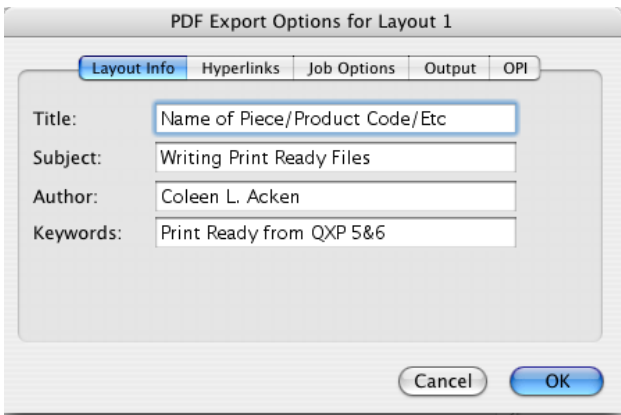 PDF Export Options for Layout 1
Layout Info Hyperlinks Job Options Output OPI
Title: Name of Piece/Product Code/Etc
Subject: Writing Print Ready Files
Author: Coleen L. Acken
Keywords: Print Ready from QXP 5&6
Cancel OK